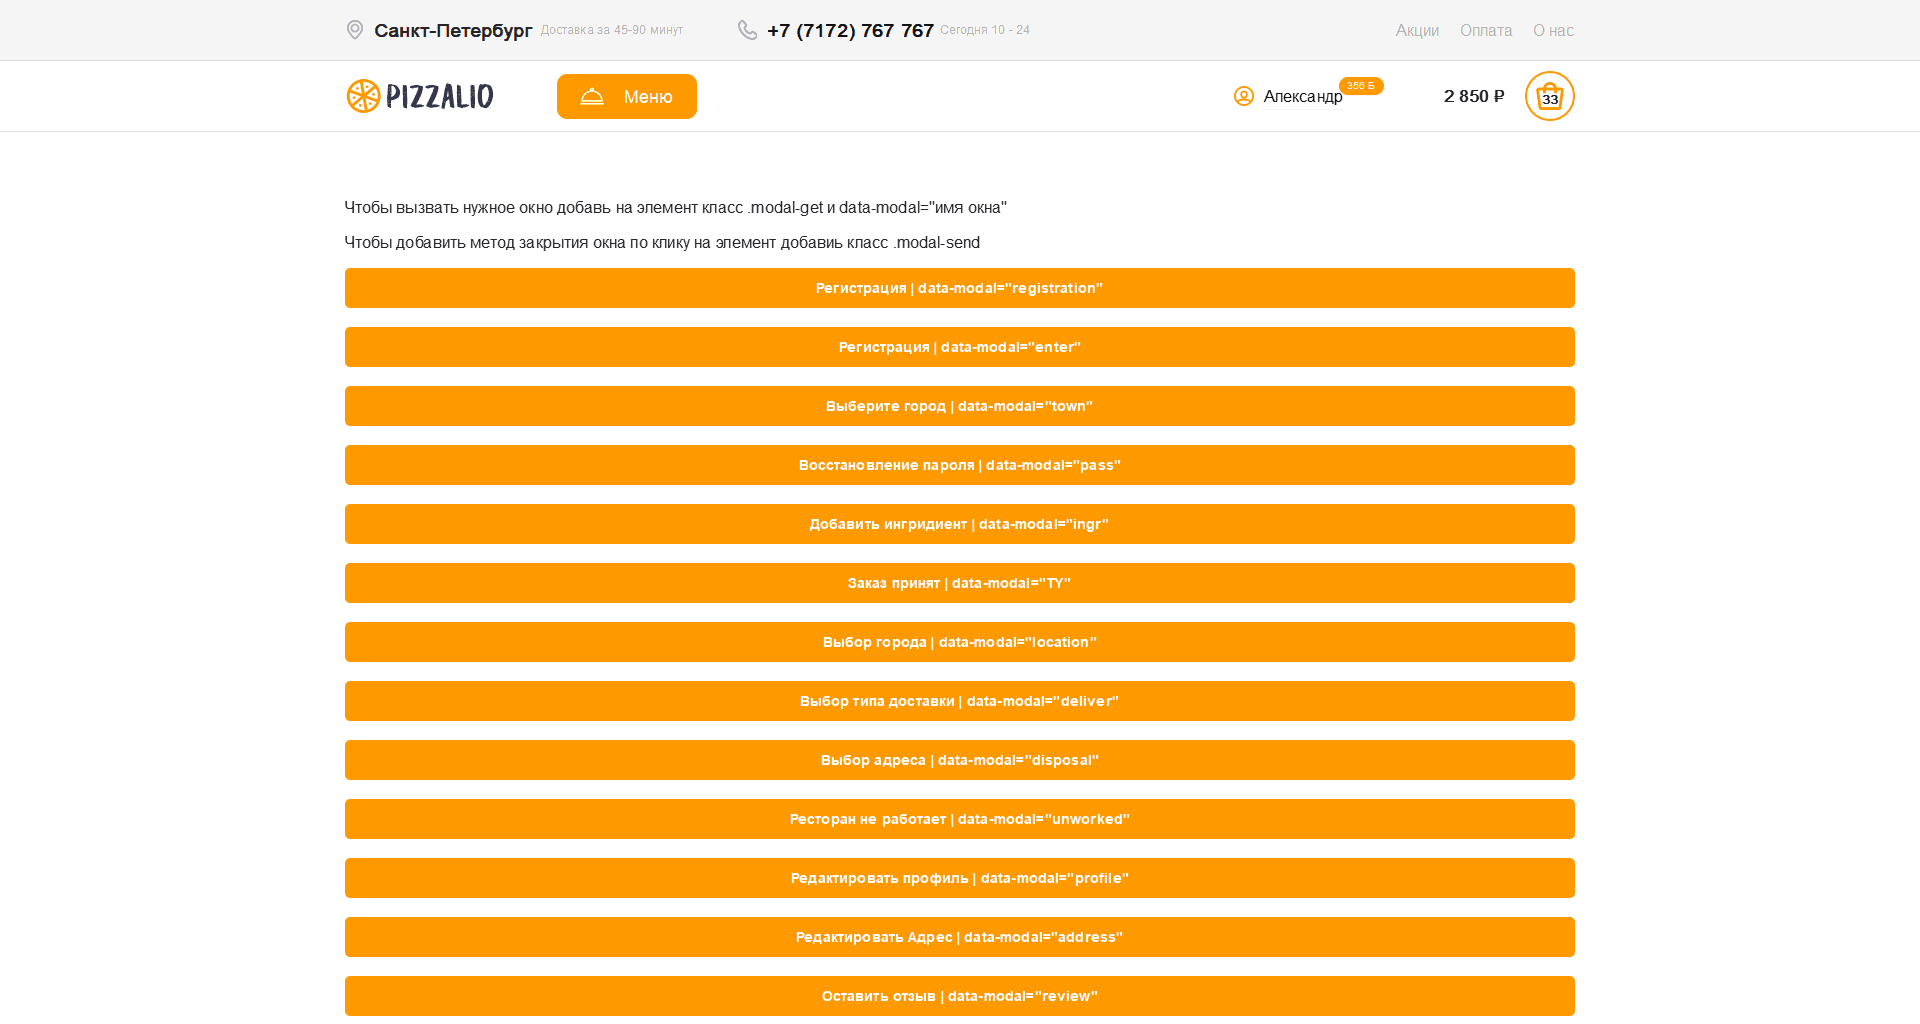 Санкт-Петербург Доставка за 45-90 минут +7 (7172) 767 767 Сегодня 10 - 24 Акции Оплата О нас
PIZZALIO Меню Александр 356 Б 2 850 ₽ 33
Чтобы вызвать нужное окно добавь на элемент класс .modal-get и data-modal="имя окна"
Чтобы добавить метод закрытия окна по клику на элемент добавиь класс .modal-send
Регистрация | data-modal="registration"
Регистрация | data-modal="enter"
Выберите город | data-modal="town"
Восстановление пароля | data-modal="pass"
Добавить ингридиент | data-modal="ingr"
Заказ принят | data-modal="TY"
Выбор города | data-modal="location"
Выбор типа доставки | data-modal="deliver"
Выбор адреса | data-modal="disposal"
Ресторан не работает | data-modal="unworked"
Редактировать профиль | data-modal="profile"
Редактировать Адрес | data-modal="address"
Оставить отзыв | data-modal="review"